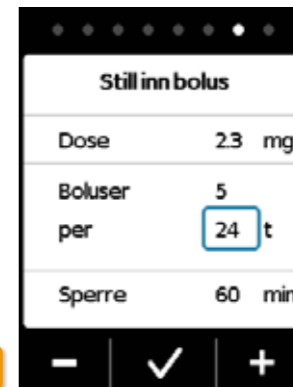 Still inn bolus
Dose 2.3 mg
Boluser 5
per 24 t
Sperre 60 min